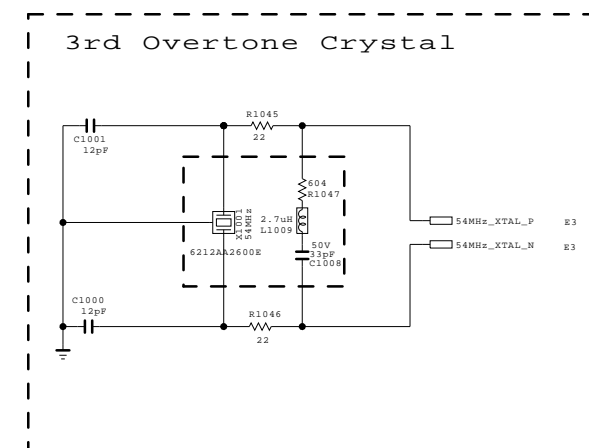 3rd Overtone Crystal
R1045
22
C1001
12pF
604
R1047
X1001
54MHz
2.7uH
L1009
54MHz_XTAL_P E3
6212AA2600E
50V
33pF
C1008
54MHz_XTAL_N E3
C1000
12pF
R1046
22